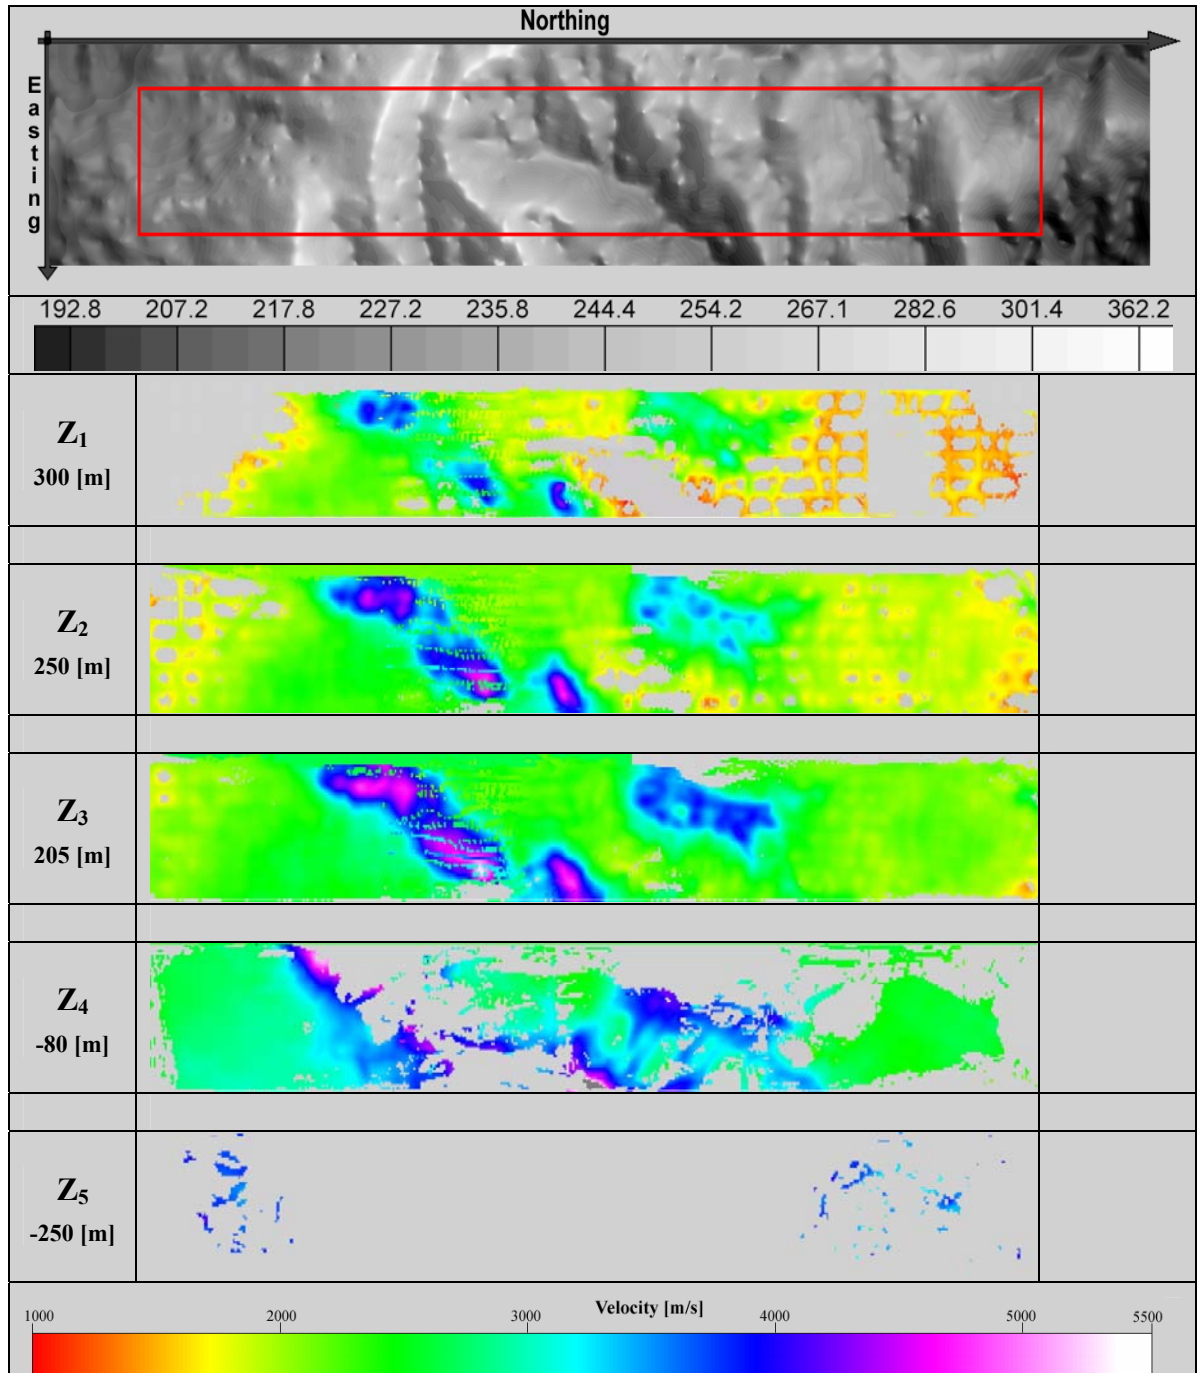 Northing
Easting
192.8 207.2 217.8 227.2 235.8 244.4 254.2 267.1 282.6 301.4 362.2
Z₁
300 [m]
Z₂
250 [m]
Z₃
205 [m]
Z₄
-80 [m]
Z₅
-250 [m]
Velocity [m/s]
1000 2000 3000 4000 5000 5500